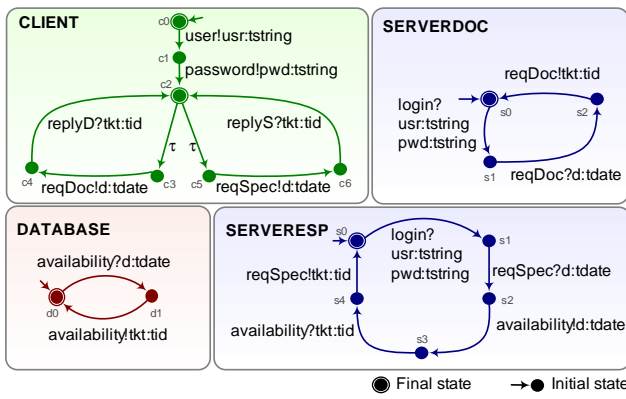 CLIENT
c0
user!usr:tstring
c1
password!pwd:tstring
c2
replyD?tkt:tid
replyS?tkt:tid
τ
τ
c4
reqDoc!d:tdate
c3
c5
reqSpec!d:tdate
c6
SERVERDOC
reqDoc!tkt:tid
login?
usr:tstring
pwd:tstring
s0
s2
s1
reqDoc?d:tdate
DATABASE
availability?d:tdate
d0
d1
availability!tkt:tid
SERVERESP
s0
login?
usr:tstring
pwd:tstring
s1
reqSpec!tkt:tid
reqSpec?d:tdate
s4
s2
availability?tkt:tid
availability!d:tdate
s3
Final state
Initial state